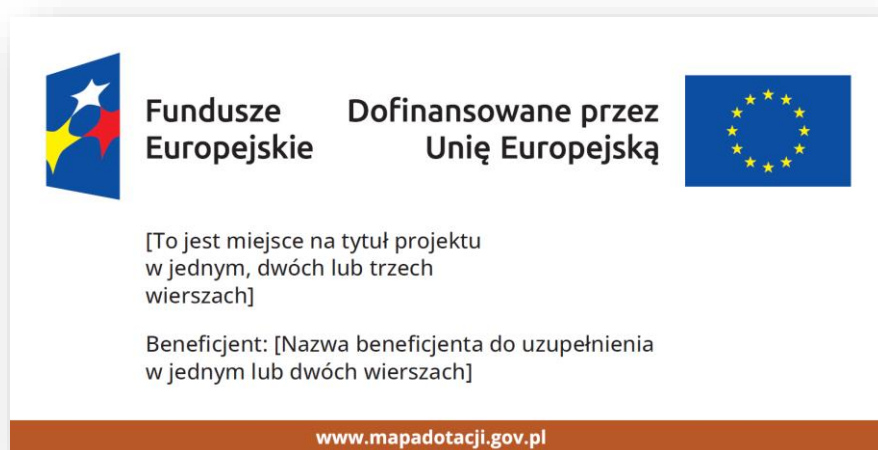 Fundusze
Europejskie
Dofinansowane przez
Unię Europejską
[To jest miejsce na tytuł projektu
w jednym, dwóch lub trzech
wierszach]
Beneficjent: [Nazwa beneficjenta do uzupełnienia
w jednym lub dwóch wierszach]
www.mapadotacji.gov.pl